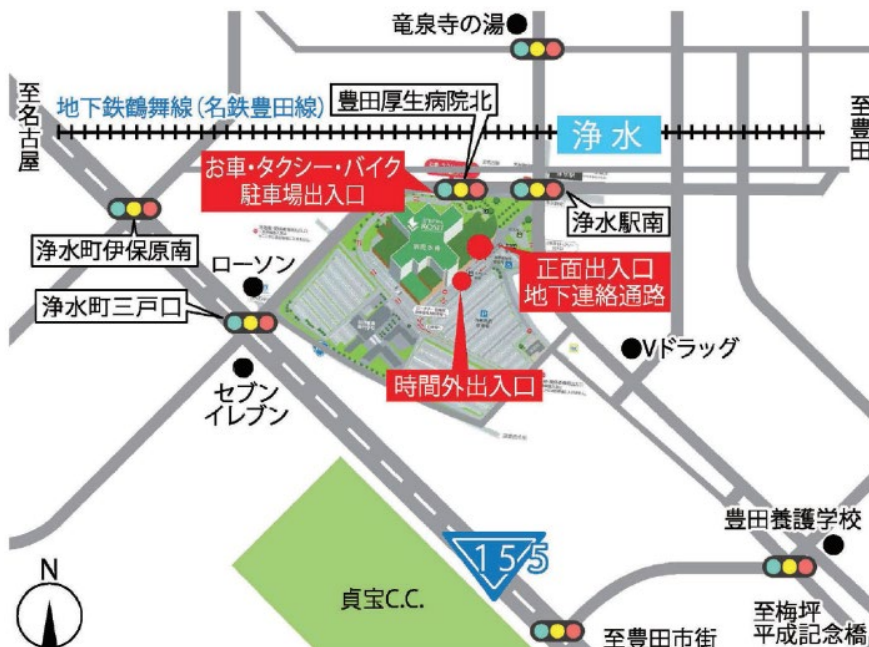 竜泉寺の湯
至名古屋
地下鉄鶴舞線(名鉄豊田線)
豊田厚生病院北
至豊田
浄水
お車・タクシー・バイク
駐車場出入口
浄水駅南
浄水町伊保原南
ローソン
正面出入口
地下連絡通路
浄水町三戸口
Vドラッグ
セブン
イレブン
時間外出入口
155
豊田養護学校
N
貞宝C.C.
至豊田市街
至梅坪
平成記念橋